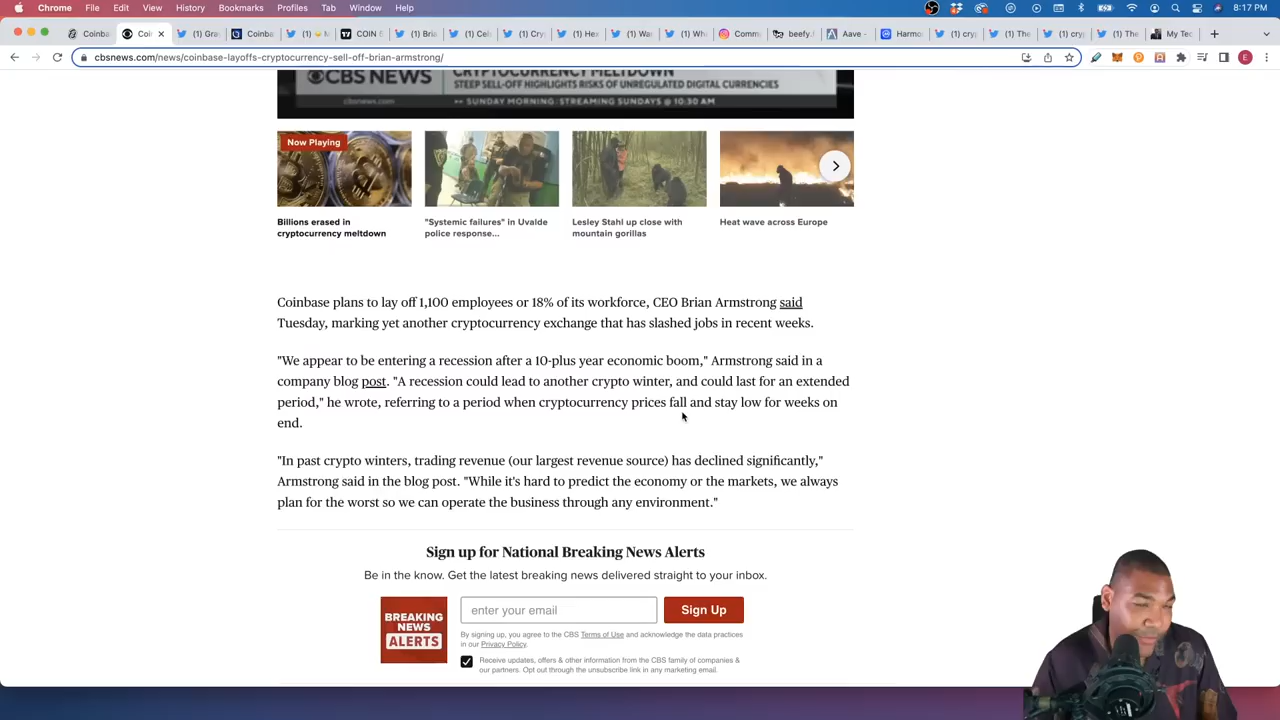 Chrome File Edit View History Bookmarks Profiles Tab Window Help
8:17 PM
Coinba
Coi
(1) Gra
Coinba
(1)
COIN
(1) Bria
(1) Cel
(1) Cry
(1) Hex
(1) Wa
(1) Whe
Comm
beefy.
Aave -
Harmo
(1) cry
(1) The
(1) cry
(1) The
My Tec
cbsnews.com/news/coinbase-layoffs-cryptocurrency-sell-off-brian-armstrong/
E
CBS NEWS
CRYPTOCURRENCY MELTDOWN
STEEP SELL-OFF HIGHLIGHTS RISKS OF UNREGULATED DIGITAL CURRENCIES
cbsnews.com
SUNDAY MORNING: STREAMING SUNDAYS @ 10:30 AM
Now Playing
Billions erased in
cryptocurrency meltdown
"Systemic failures" in Uvalde
police response...
Lesley Stahl up close with
mountain gorillas
Heat wave across Europe
Coinbase plans to lay off 1,100 employees or 18% of its workforce, CEO Brian Armstrong said
Tuesday, marking yet another cryptocurrency exchange that has slashed jobs in recent weeks.
"We appear to be entering a recession after a 10-plus year economic boom," Armstrong said in a
company blog post. "A recession could lead to another crypto winter, and could last for an extended
period," he wrote, referring to a period when cryptocurrency prices fall and stay low for weeks on
end.
"In past crypto winters, trading revenue (our largest revenue source) has declined significantly,"
Armstrong said in the blog post. "While it's hard to predict the economy or the markets, we always
plan for the worst so we can operate the business through any environment."
Sign up for National Breaking News Alerts
Be in the know. Get the latest breaking news delivered straight to your inbox.
BREAKING
NEWS
ALERTS
enter your email
Sign Up
By signing up, you agree to the CBS Terms of Use and acknowledge the data practices
in our Privacy Policy.
Receive updates, offers & other information from the CBS family of companies &
our partners. Opt out through the unsubscribe link in any marketing email.